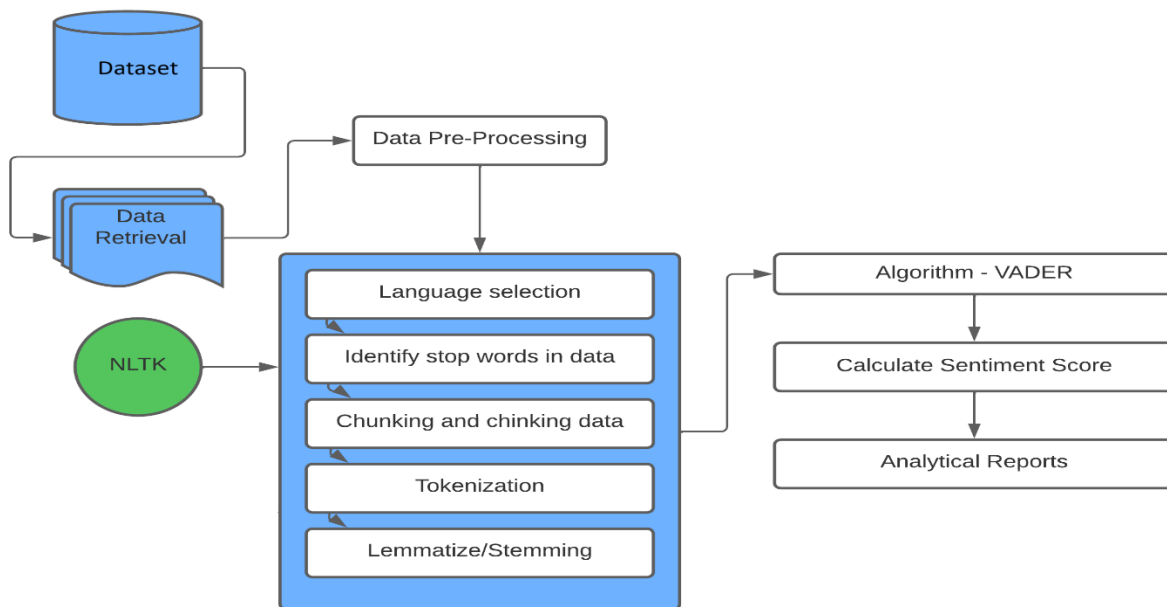 Dataset
Data Pre-Processing
Data
Retrieval
Language selection
Identify stop words in data
Chunking and chinking data
Tokenization
Lemmatize/Stemming
NLTK
Algorithm - VADER
Calculate Sentiment Score
Analytical Reports